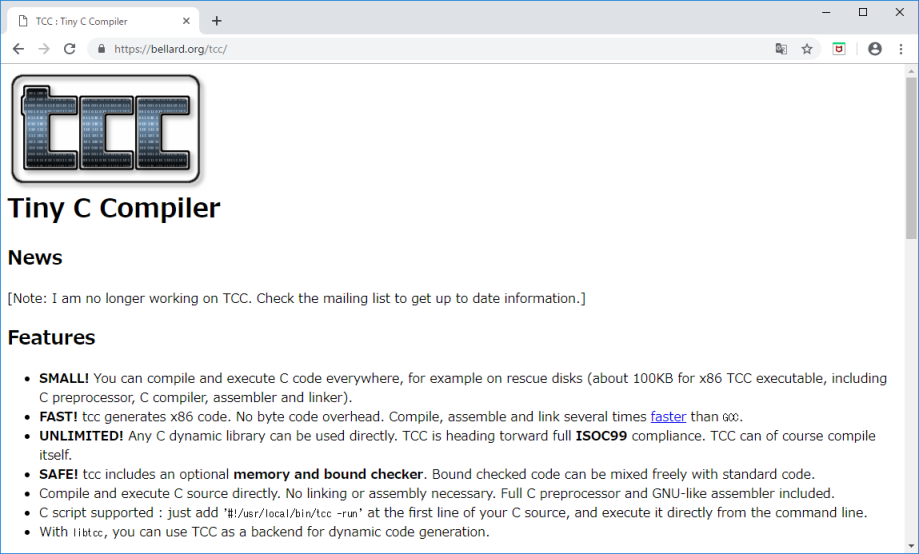 TCC : Tiny C Compiler
https://bellard.org/tcc/
tcc
Tiny C Compiler
News
[Note: I am no longer working on TCC. Check the mailing list to get up to date information.]
Features
• SMALL! You can compile and execute C code everywhere, for example on rescue disks (about 100KB for x86 TCC executable, including
C preprocessor, C compiler, assembler and linker).
• FAST! tcc generates x86 code. No byte code overhead. Compile, assemble and link several times faster than GCC.
• UNLIMITED! Any C dynamic library can be used directly. TCC is heading torward full ISOC99 compliance. TCC can of course compile
itself.
• SAFE! tcc includes an optional memory and bound checker. Bound checked code can be mixed freely with standard code.
• Compile and execute C source directly. No linking or assembly necessary. Full C preprocessor and GNU-like assembler included.
• C script supported : just add '#!/usr/local/bin/tcc -run' at the first line of your C source, and execute it directly from the command line.
• With libtcc, you can use TCC as a backend for dynamic code generation.